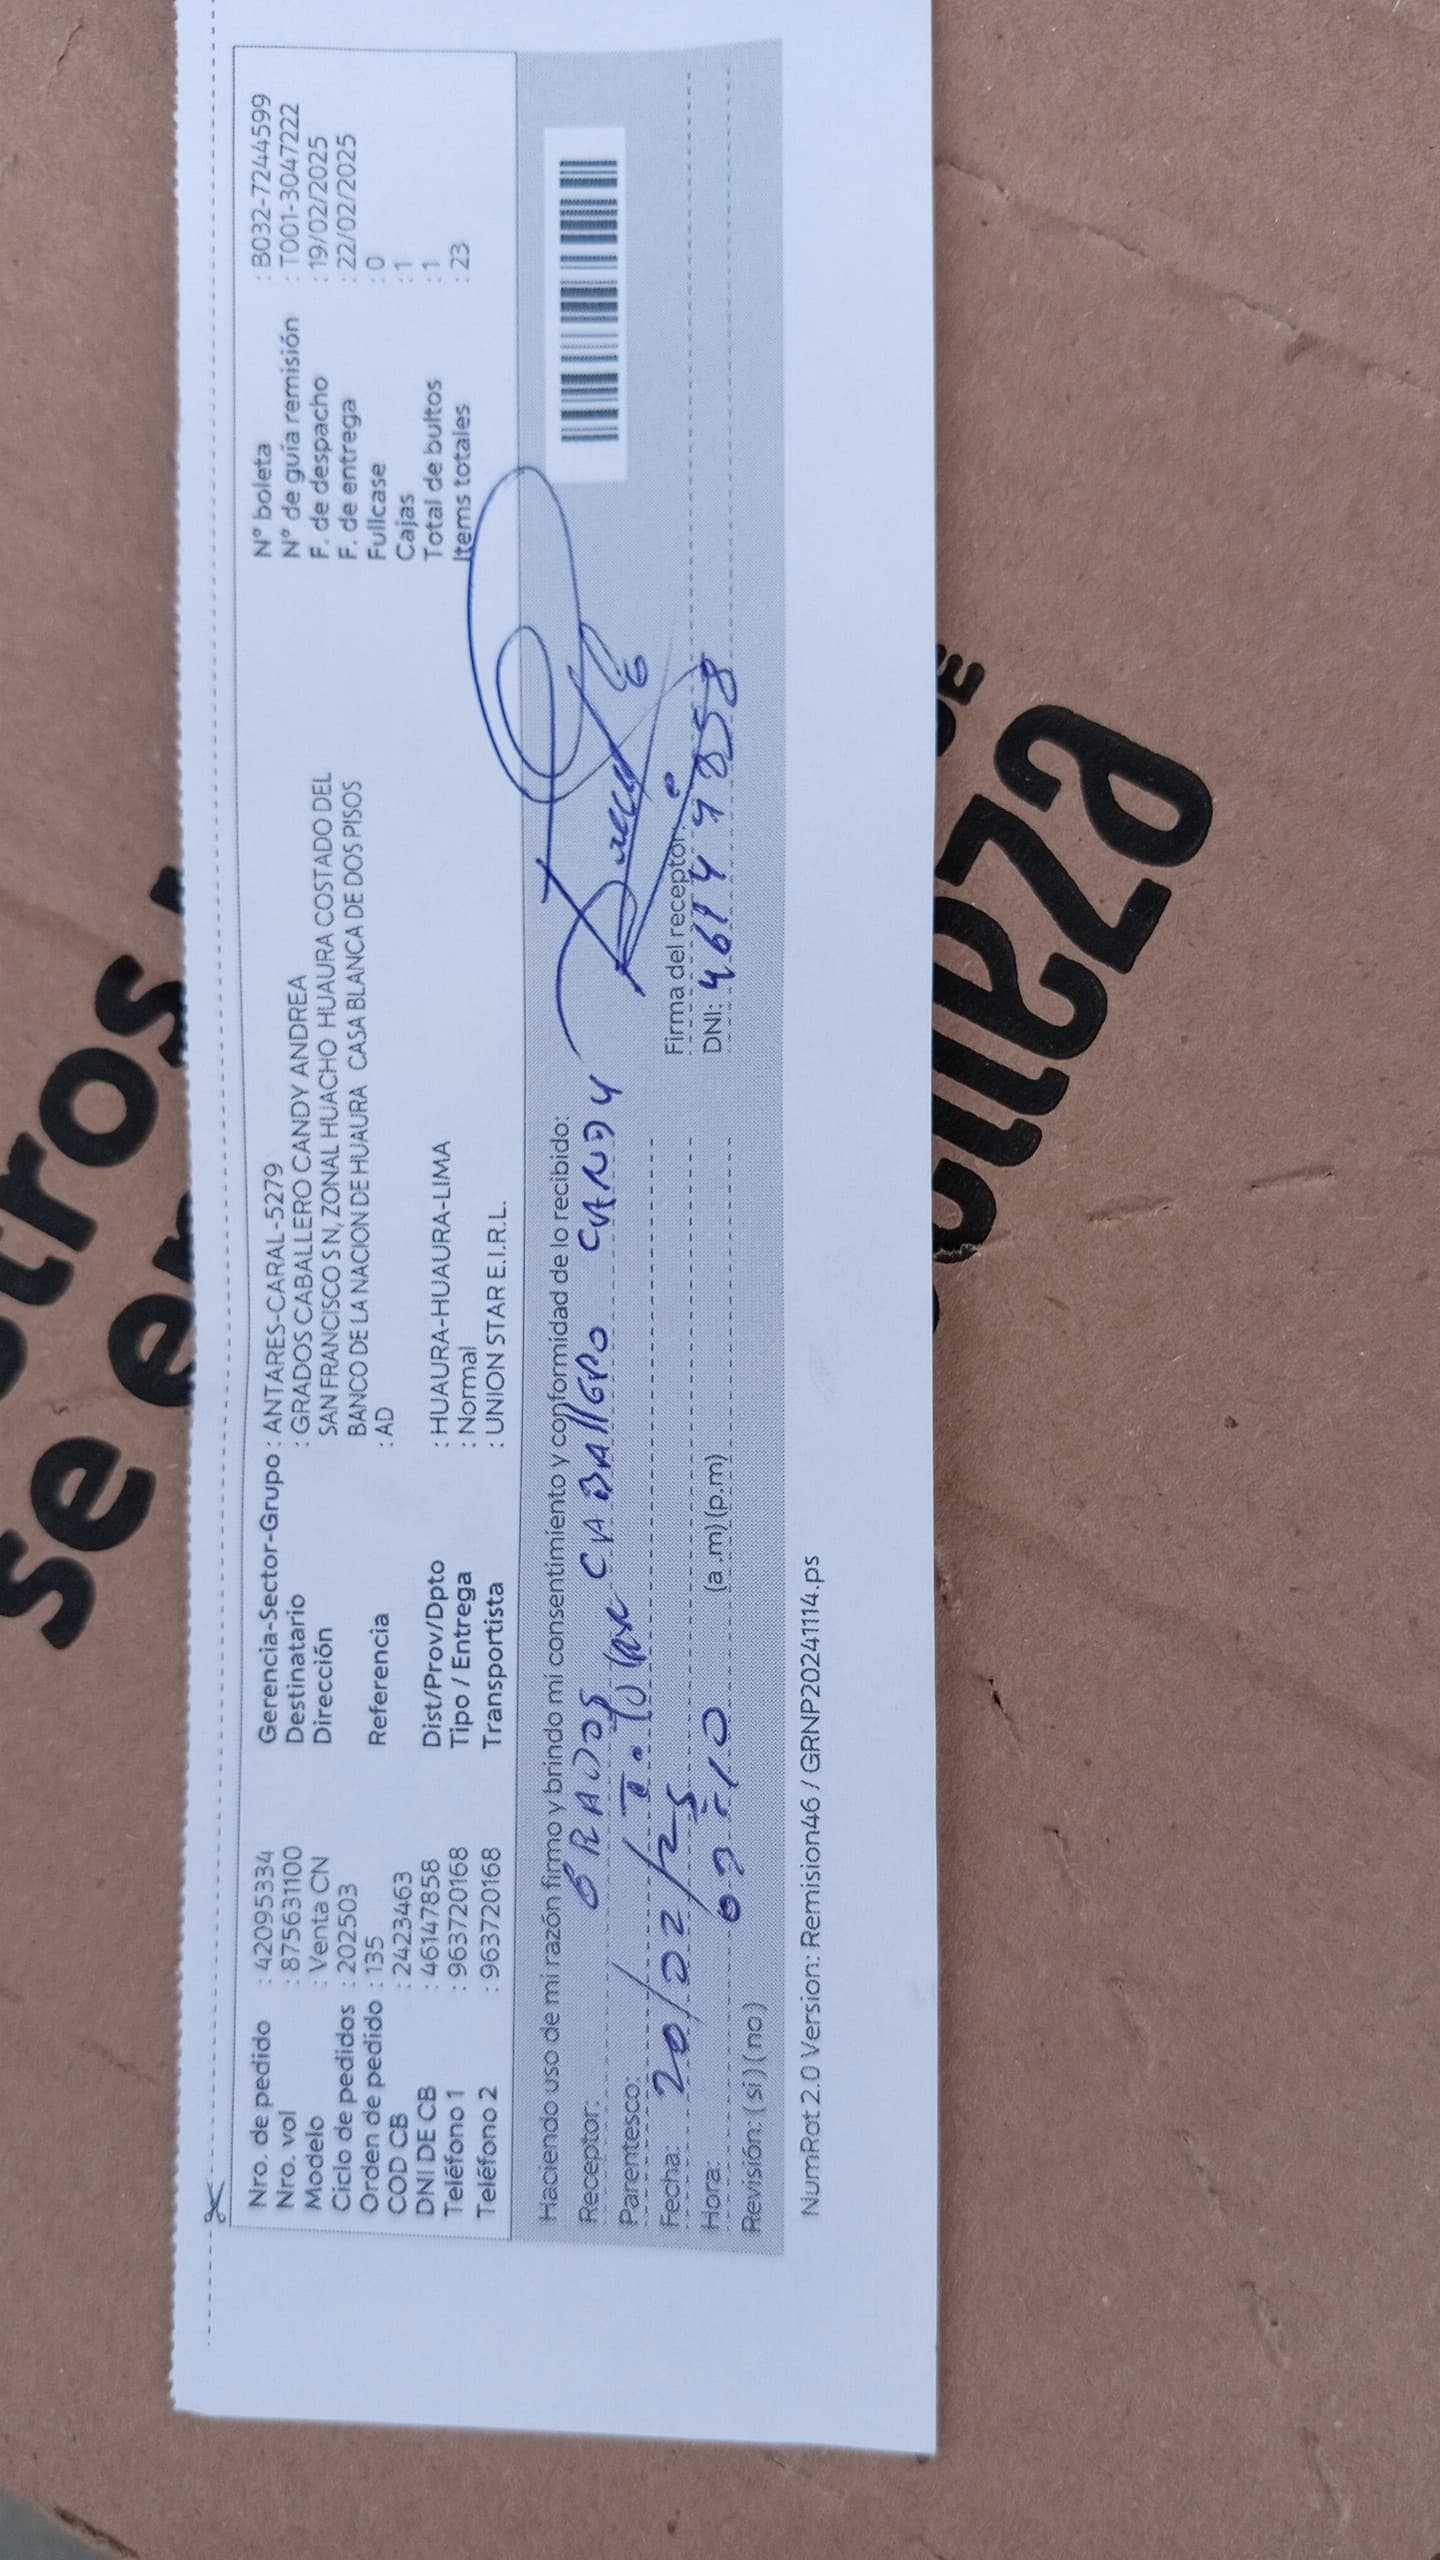 Nro. de pedido : 42095334
Nro. vol : 875631100
Modelo : Venta CN
Ciclo de pedidos : 202503
Orden de pedido : 135
COD CB : 2423463
DNI DE CB : 46147858
Teléfono 1 : 963720168
Teléfono 2 : 963720168
Gerencia-Sector-Grupo : ANTARES-CARAL-5279
Destinatario : GRADOS CABALLERO CANDY ANDREA
Dirección SAN FRANCISCO S N, ZONAL HUACHO HUAURA COSTADO DEL
BANCO DE LA NACION DE HUAURA CASA BLANCA DE DOS PISOS
Referencia : AD
Dist/Prov/Dpto : HUAURA-HUAURA-LIMA
Tipo / Entrega : Normal
Transportista : UNION STAR E.I.R.L.
N° boleta : B032-7244599
N° de guía remisión : T001-3047222
F. de despacho : 19/02/2025
F. de entrega : 22/02/2025
Fullcase : 0
Cajas : 1
Total de bultos : 1
Items totales : 23
Haciendo uso de mi razón firmo y brindo mi consentimiento y conformidad de lo recibido:
Receptor: GRADOS CABALLERO CANDY
Parentesco:
Fecha: 20/02/25
Hora: (a.m) (p.m)
Revisión: ( si ) ( no )
Firma del receptor:
DNI:
NumRot 2.0 Version: Remision46 / GRNP20241114.ps